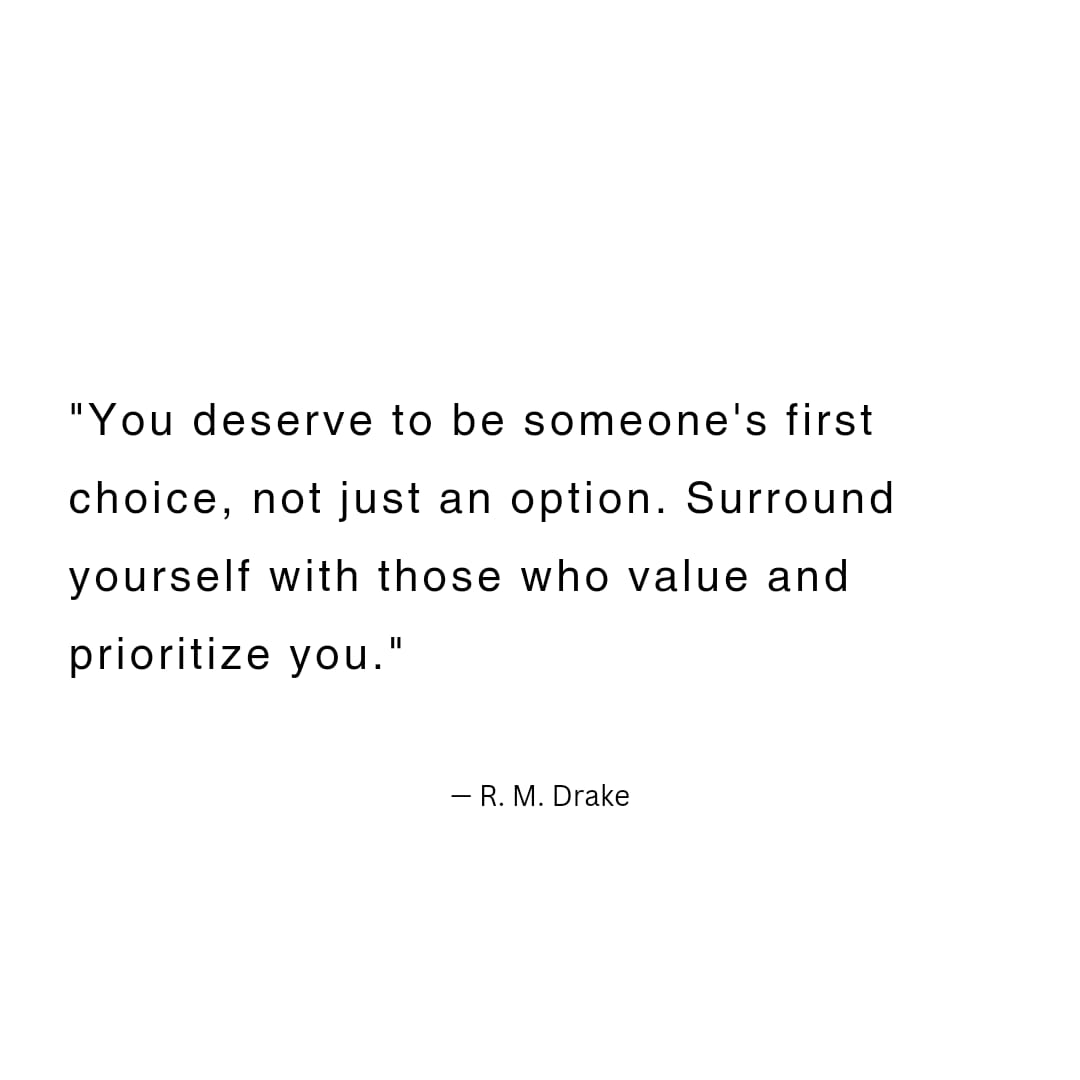 "You deserve to be someone's first
choice, not just an option. Surround
yourself with those who value and
prioritize you."
— R. M. Drake